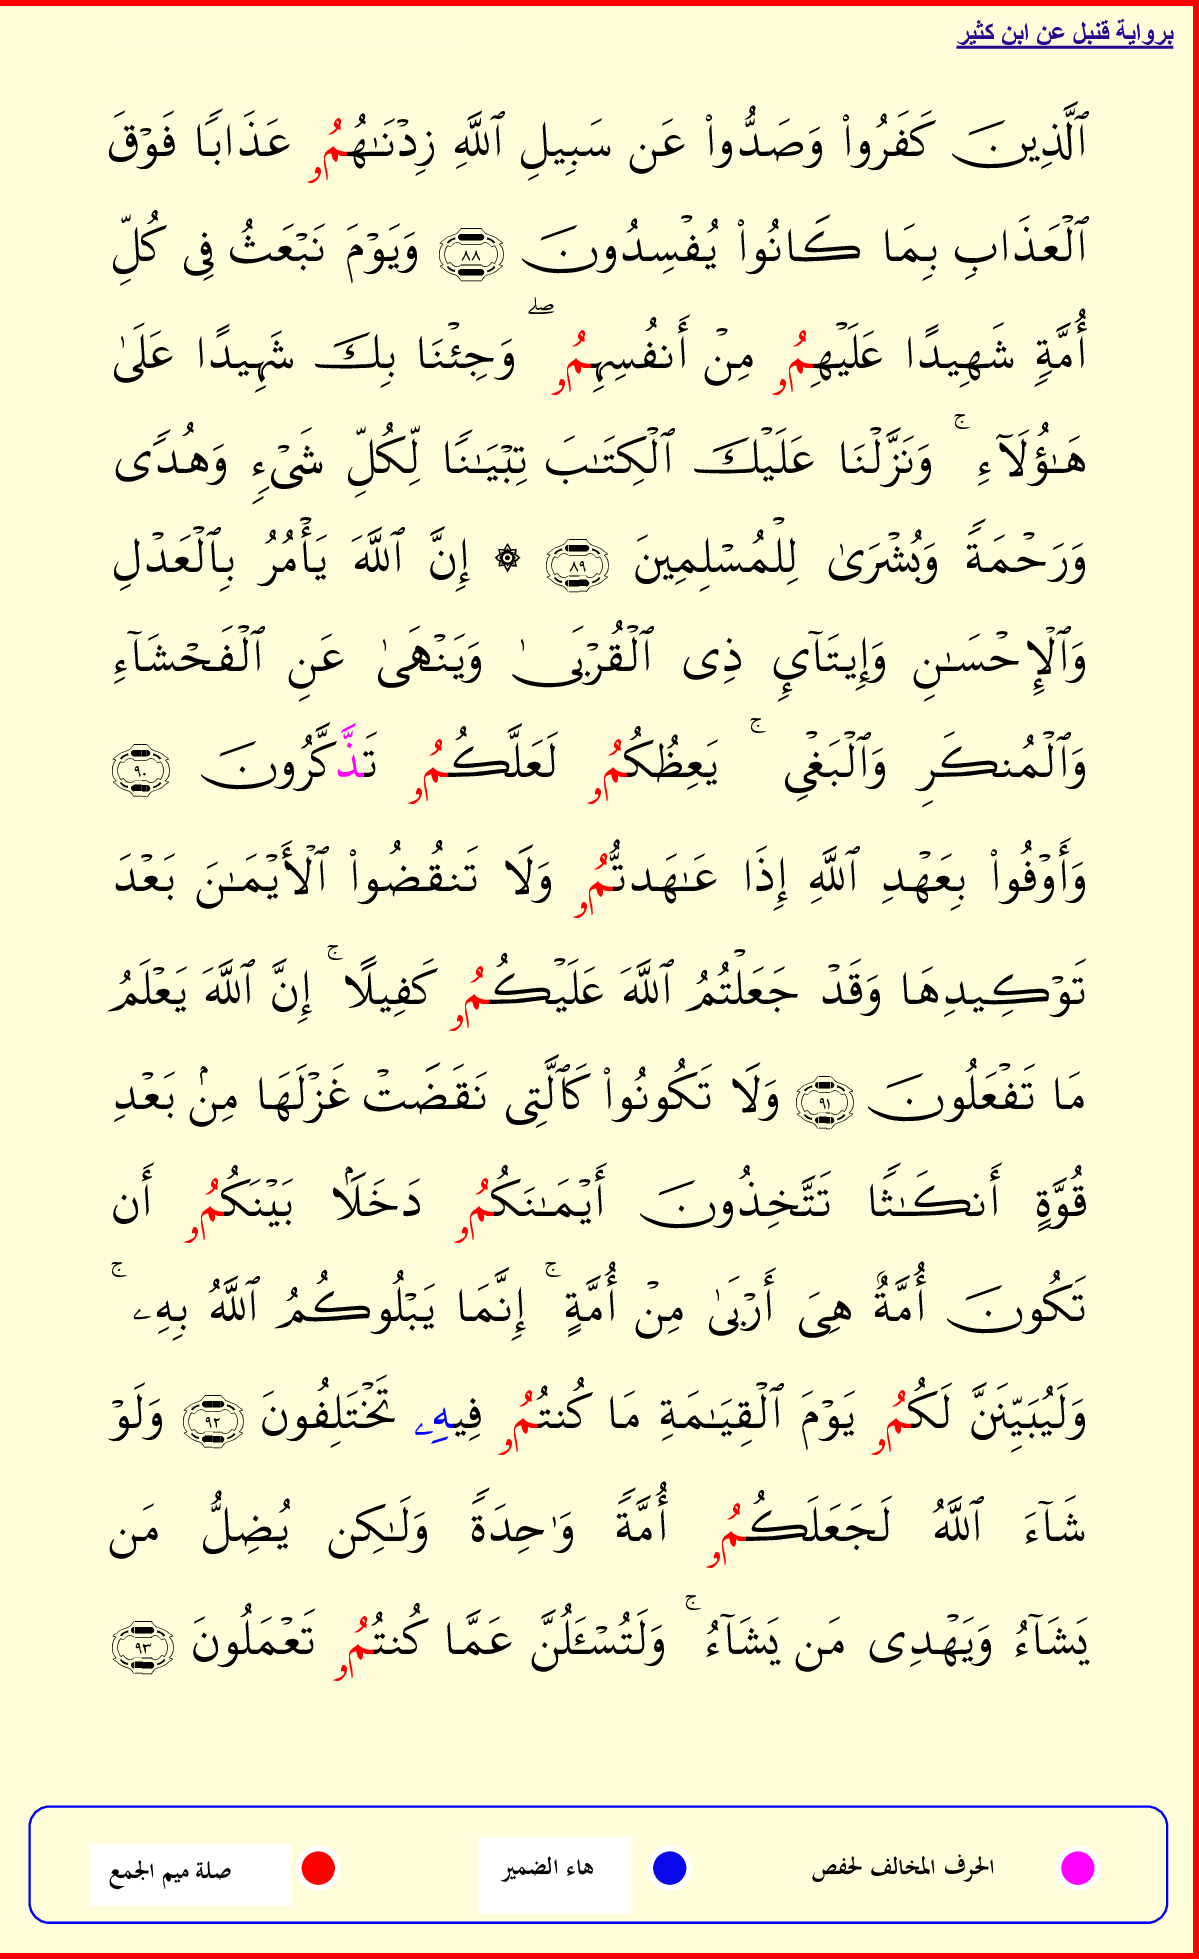 برواية قنبل عن ابن كثير
ٱلَّذِينَ كَفَرُوا۟ وَصَدُّوا۟ عَن سَبِيلِ ٱللَّهِ زِدْنَـٰهُمُۥ عَذَابًا فَوْقَ
ٱلْعَذَابِ بِمَا كَانُوا۟ يُفْسِدُونَ ٨٨ وَيَوْمَ نَبْعَثُ فِى كُلِّ
أُمَّةٍ شَهِيدًا عَلَيْهِمُۥ مِنْ أَنفُسِهِمُۥ ۖ وَجِئْنَا بِكَ شَهِيدًا عَلَىٰ
هَـٰٓؤُلَآءِ ۚ وَنَزَّلْنَا عَلَيْكَ ٱلْكِتَـٰبَ تِبْيَـٰنًا لِّكُلِّ شَىْءٍ وَهُدًى
وَرَحْمَةً وَبُشْرَىٰ لِلْمُسْلِمِينَ ٨٩ ۞ إِنَّ ٱللَّهَ يَأْمُرُ بِٱلْعَدْلِ
وَٱلْإِحْسَـٰنِ وَإِيتَآئِ ذِى ٱلْقُرْبَىٰ وَيَنْهَىٰ عَنِ ٱلْفَحْشَآءِ
وَٱلْمُنكَرِ وَٱلْبَغْىِ ۚ يَعِظُكُمُۥ لَعَلَّكُمُۥ تَذَّكَّرُونَ ٩٠
وَأَوْفُوا۟ بِعَهْدِ ٱللَّهِ إِذَا عَـٰهَدتُّمُۥ وَلَا تَنقُضُوا۟ ٱلْأَيْمَـٰنَ بَعْدَ
تَوْكِيدِهَا وَقَدْ جَعَلْتُمُ ٱللَّهَ عَلَيْكُمُۥ كَفِيلًا ۚ إِنَّ ٱللَّهَ يَعْلَمُ
مَا تَفْعَلُونَ ٩١ وَلَا تَكُونُوا۟ كَٱلَّتِى نَقَضَتْ غَزْلَهَا مِنۢ بَعْدِ
قُوَّةٍ أَنكَـٰثًا تَتَّخِذُونَ أَيْمَـٰنَكُمُۥ دَخَلًۢا بَيْنَكُمُۥ أَن
تَكُونَ أُمَّةٌ هِىَ أَرْبَىٰ مِنْ أُمَّةٍ ۚ إِنَّمَا يَبْلُوكُمُ ٱللَّهُ بِهِۦ ۚ
وَلَيُبَيِّنَنَّ لَكُمُۥ يَوْمَ ٱلْقِيَـٰمَةِ مَا كُنتُمُۥ فِيهِۦ تَخْتَلِفُونَ ٩٢ وَلَوْ
شَآءَ ٱللَّهُ لَجَعَلَكُمُۥ أُمَّةً وَٰحِدَةً وَلَـٰكِن يُضِلُّ مَن
يَشَآءُ وَيَهْدِى مَن يَشَآءُ ۚ وَلَتُسْـَٔلُنَّ عَمَّا كُنتُمُۥ تَعْمَلُونَ ٩٣
الحرف المخالف لحفص هاء الضمير صلة ميم الجمع